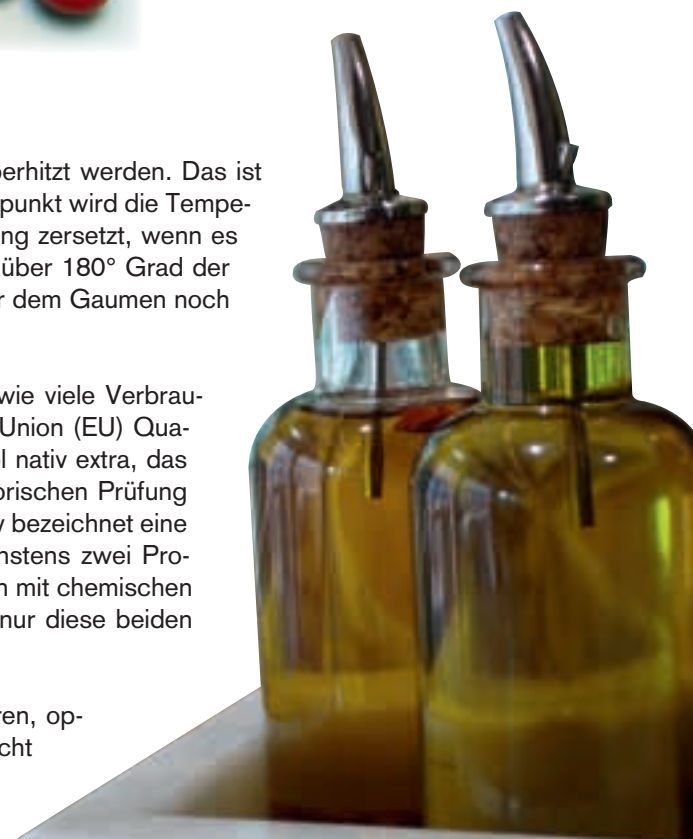 erhitzt werden. Das ist
punkt wird die Tempe-
ng zersetzt, wenn es
über 180° Grad der
r dem Gaumen noch
wie viele Verbrau-
Union (EU) Qua-
l nativ extra, das
orischen Prüfung
v bezeichnet eine
nstens zwei Pro-
n mit chemischen
nur diese beiden
ren, op-
cht